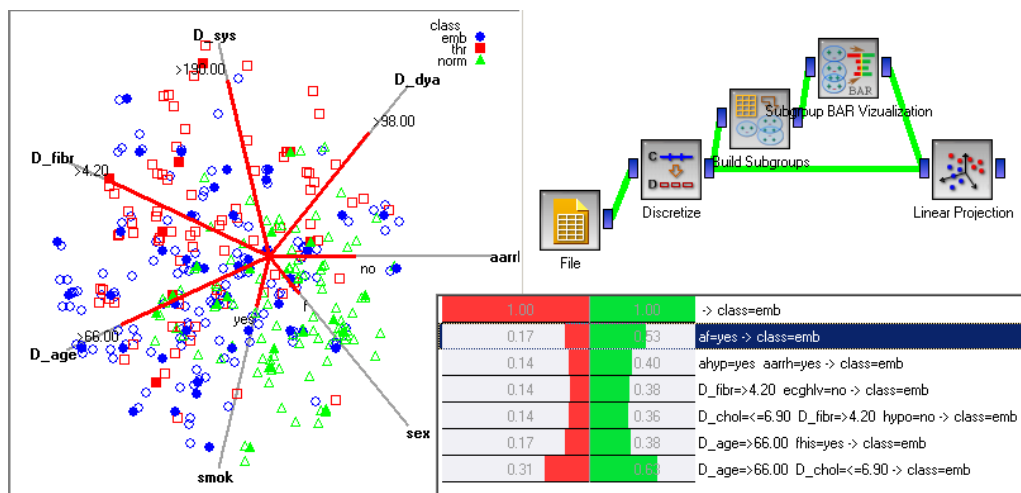 class
emb
thr
norm
D_sys
>190.00
D_dya
>98.00
D_fibr
>4.20
aarrl
no
f
yes
>66.00
D_age
sex
smok
BAR
Subgroup BAR Vizualization
Build Subgroups
C
D
Discretize
Linear Projection
File
1.00 1.00 -> class=emb
0.17 0.53 af=yes -> class=emb
0.14 0.40 ahyp=yes aarrh=yes -> class=emb
0.14 0.38 D_fibr=>4.20 ecghlv=no -> class=emb
0.14 0.36 D_chol<=6.90 D_fibr=>4.20 hypo=no -> class=emb
0.17 0.38 D_age=>66.00 fhis=yes -> class=emb
0.31 0.63 D_age=>66.00 D_chol<=6.90 -> class=emb